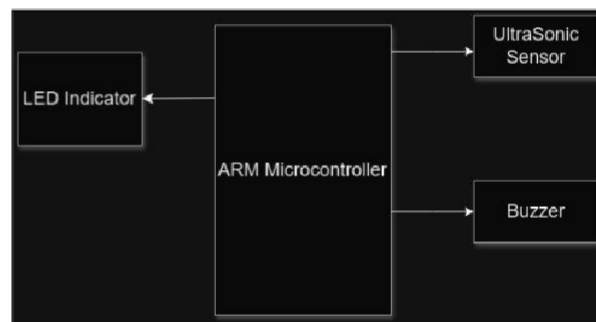 UltraSonic
Sensor
LED Indicator
ARM Microcontroller
Buzzer